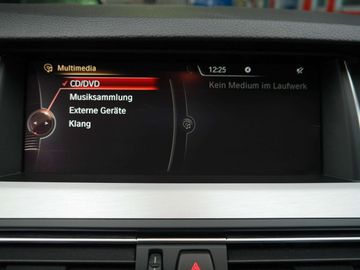 Multimedia
12:25
CD/DVD
Kein Medium im Laufwerk
Musiksammlung
Externe Geräte
Klang